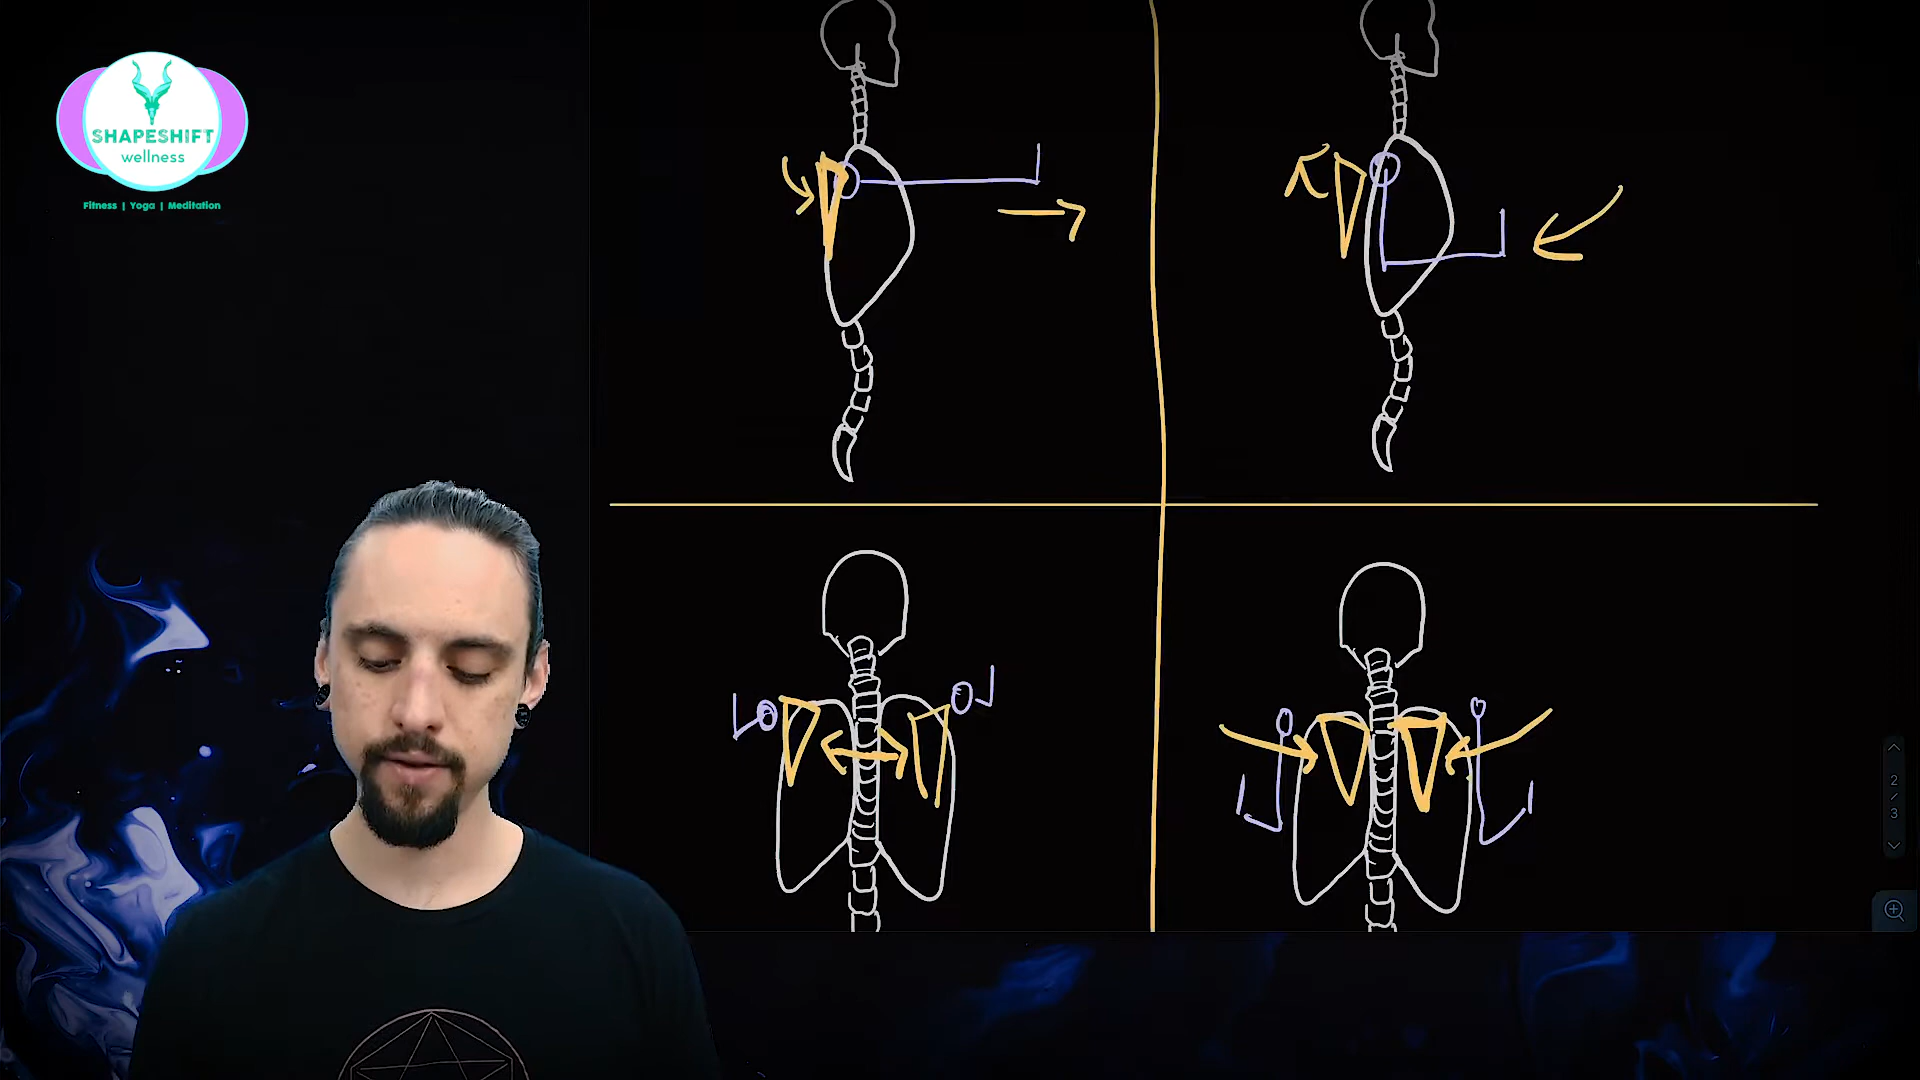 SHAPESHIFT
wellness
Fitness | Yoga | Meditation
2
/
3